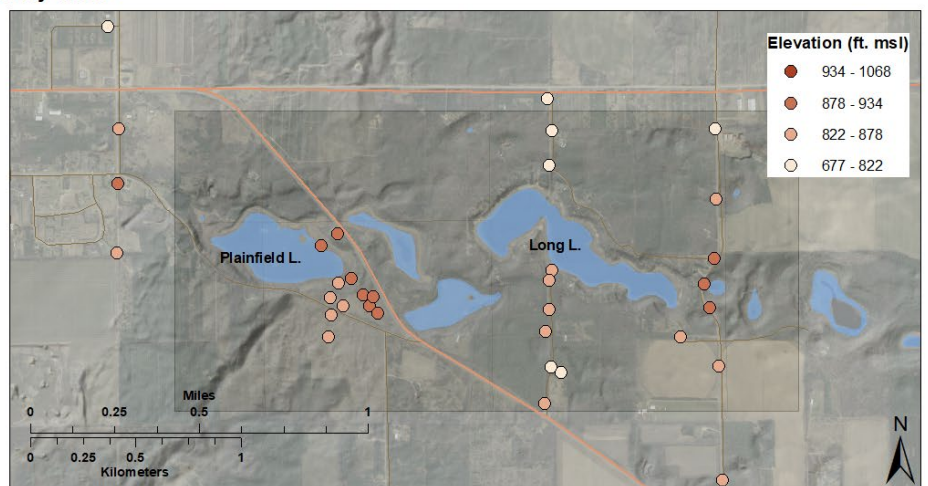 Elevation (ft. msl)
934 - 1068
878 - 934
822 - 878
677 - 822
Plainfield L.
Long L.
Miles
0 0.25 0.5 1
0 0.25 0.5 1
Kilometers
N